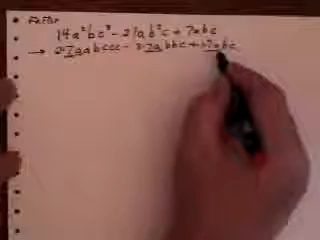 Factor
14a²bc³ - 21ab²c + 7abc
→ 2·7aabccc - 3·7abbc + 7abc